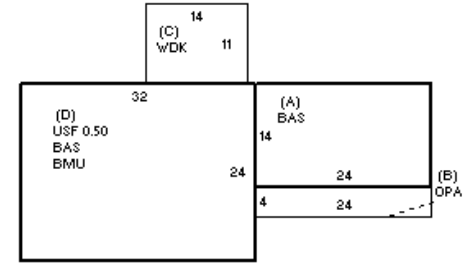 14
(C)
WDK
11
32
(D)
USF 0.50
BAS
BMU
24
(A)
BAS
14
24
(B)
OPA
4
24